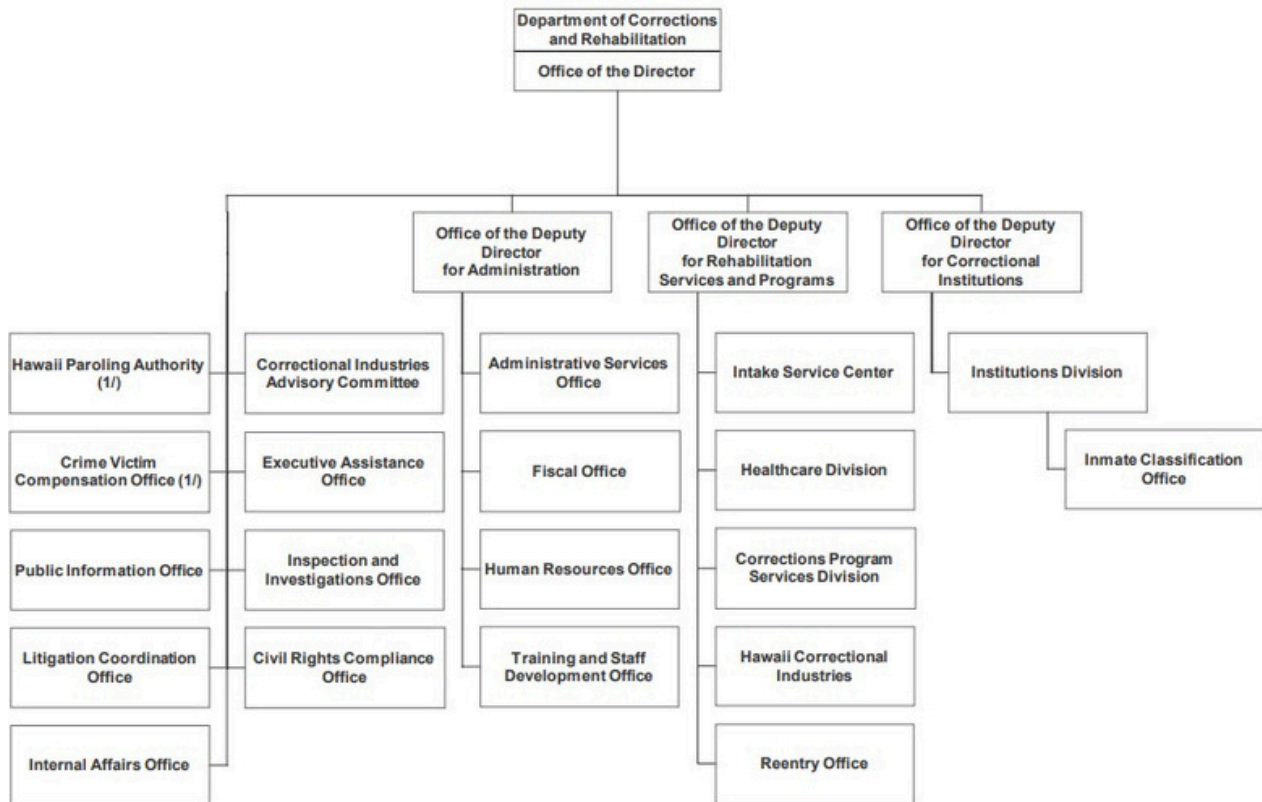 Department of Corrections
and Rehabilitation
Office of the Director
Office of the Deputy
Director
for Administration
Office of the Deputy
Director
for Rehabilitation
Services and Programs
Office of the Deputy
Director
for Correctional
Institutions
Hawaii Paroling Authority
(1/)
Correctional Industries
Advisory Committee
Administrative Services
Office
Intake Service Center
Institutions Division
Crime Victim
Compensation Office (1/)
Executive Assistance
Office
Fiscal Office
Healthcare Division
Inmate Classification
Office
Public Information Office
Inspection and
Investigations Office
Human Resources Office
Corrections Program
Services Division
Litigation Coordination
Office
Civil Rights Compliance
Office
Training and Staff
Development Office
Hawaii Correctional
Industries
Internal Affairs Office
Reentry Office